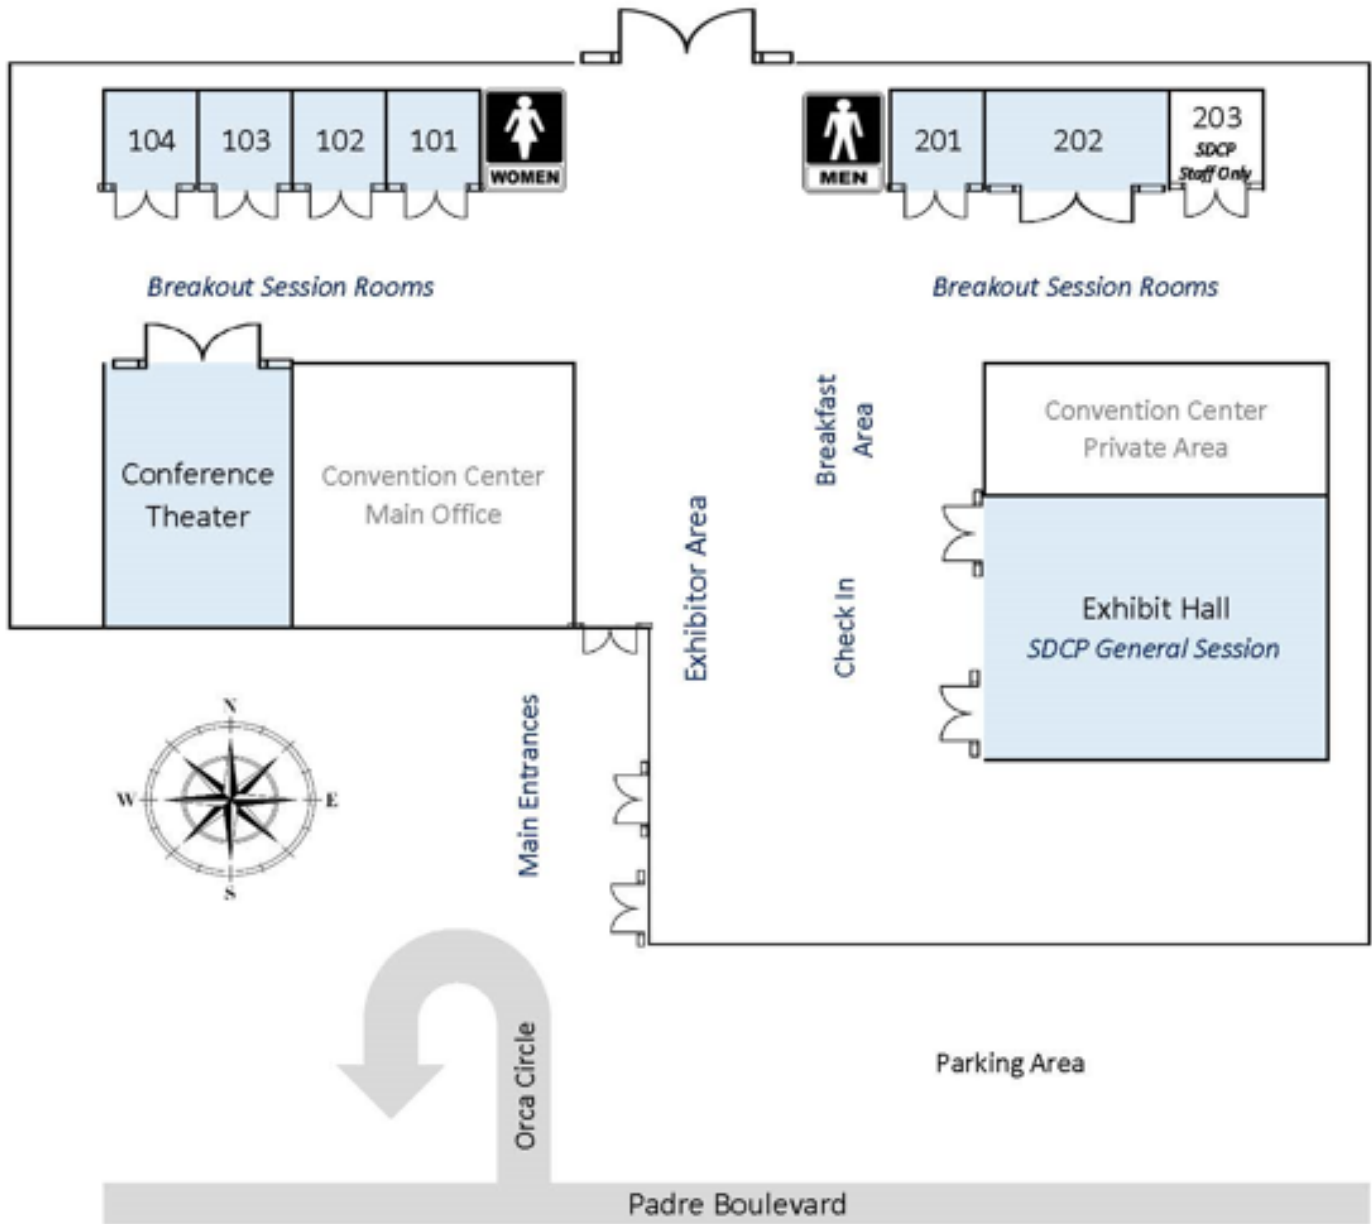 104
103
102
101
WOMEN
MEN
201
202
203
SDCP
Staff Only
Breakout Session Rooms
Breakout Session Rooms
Conference
Theater
Convention Center
Main Office
Exhibitor Area
Breakfast
Area
Check In
Convention Center
Private Area
Exhibit Hall
SDCP General Session
Main Entrances
N
W
E
S
Orca Circle
Parking Area
Padre Boulevard